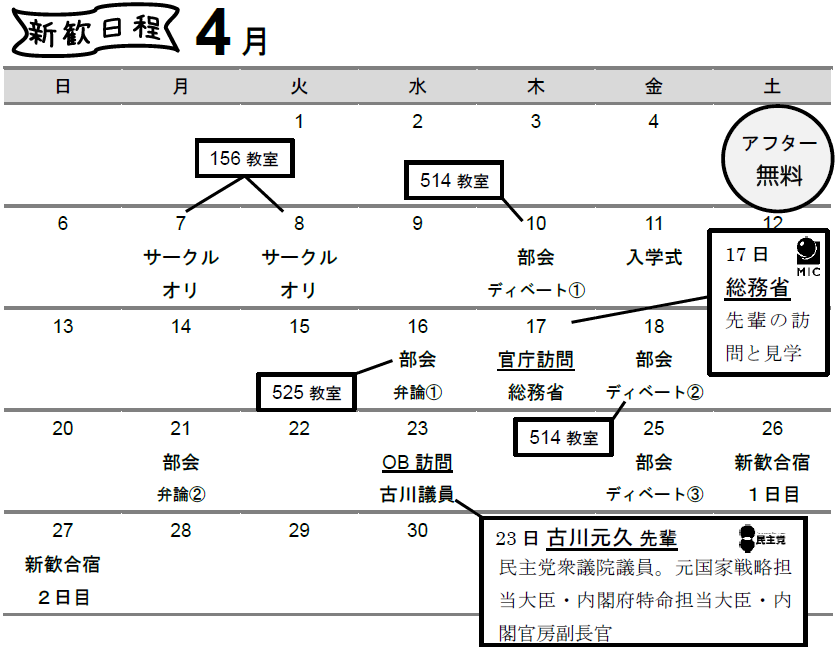 新歓日程 4月
日 月 火 水 木 金 土
1 2 3 4
アフター
無料
156 教室
514 教室
6 7 8 9 10 11 12
サークル サークル 部会 入学式
オリ オリ ディベート①
17 日
MIC
総務省
先輩の訪
問と見学
13 14 15 16 17 18
部会 官庁訪問 部会
弁論① 総務省 ディベート②
525 教室
514 教室
20 21 22 23 25 26
部会 OB 訪問 部会 新歓合宿
弁論② 古川議員 ディベート③ 1日目
27 28 29 30
新歓合宿
2日目
23 日 古川元久 先輩
民主党
民主党衆議院議員。元国家戦略担
当大臣・内閣府特命担当大臣・内
閣官房副長官